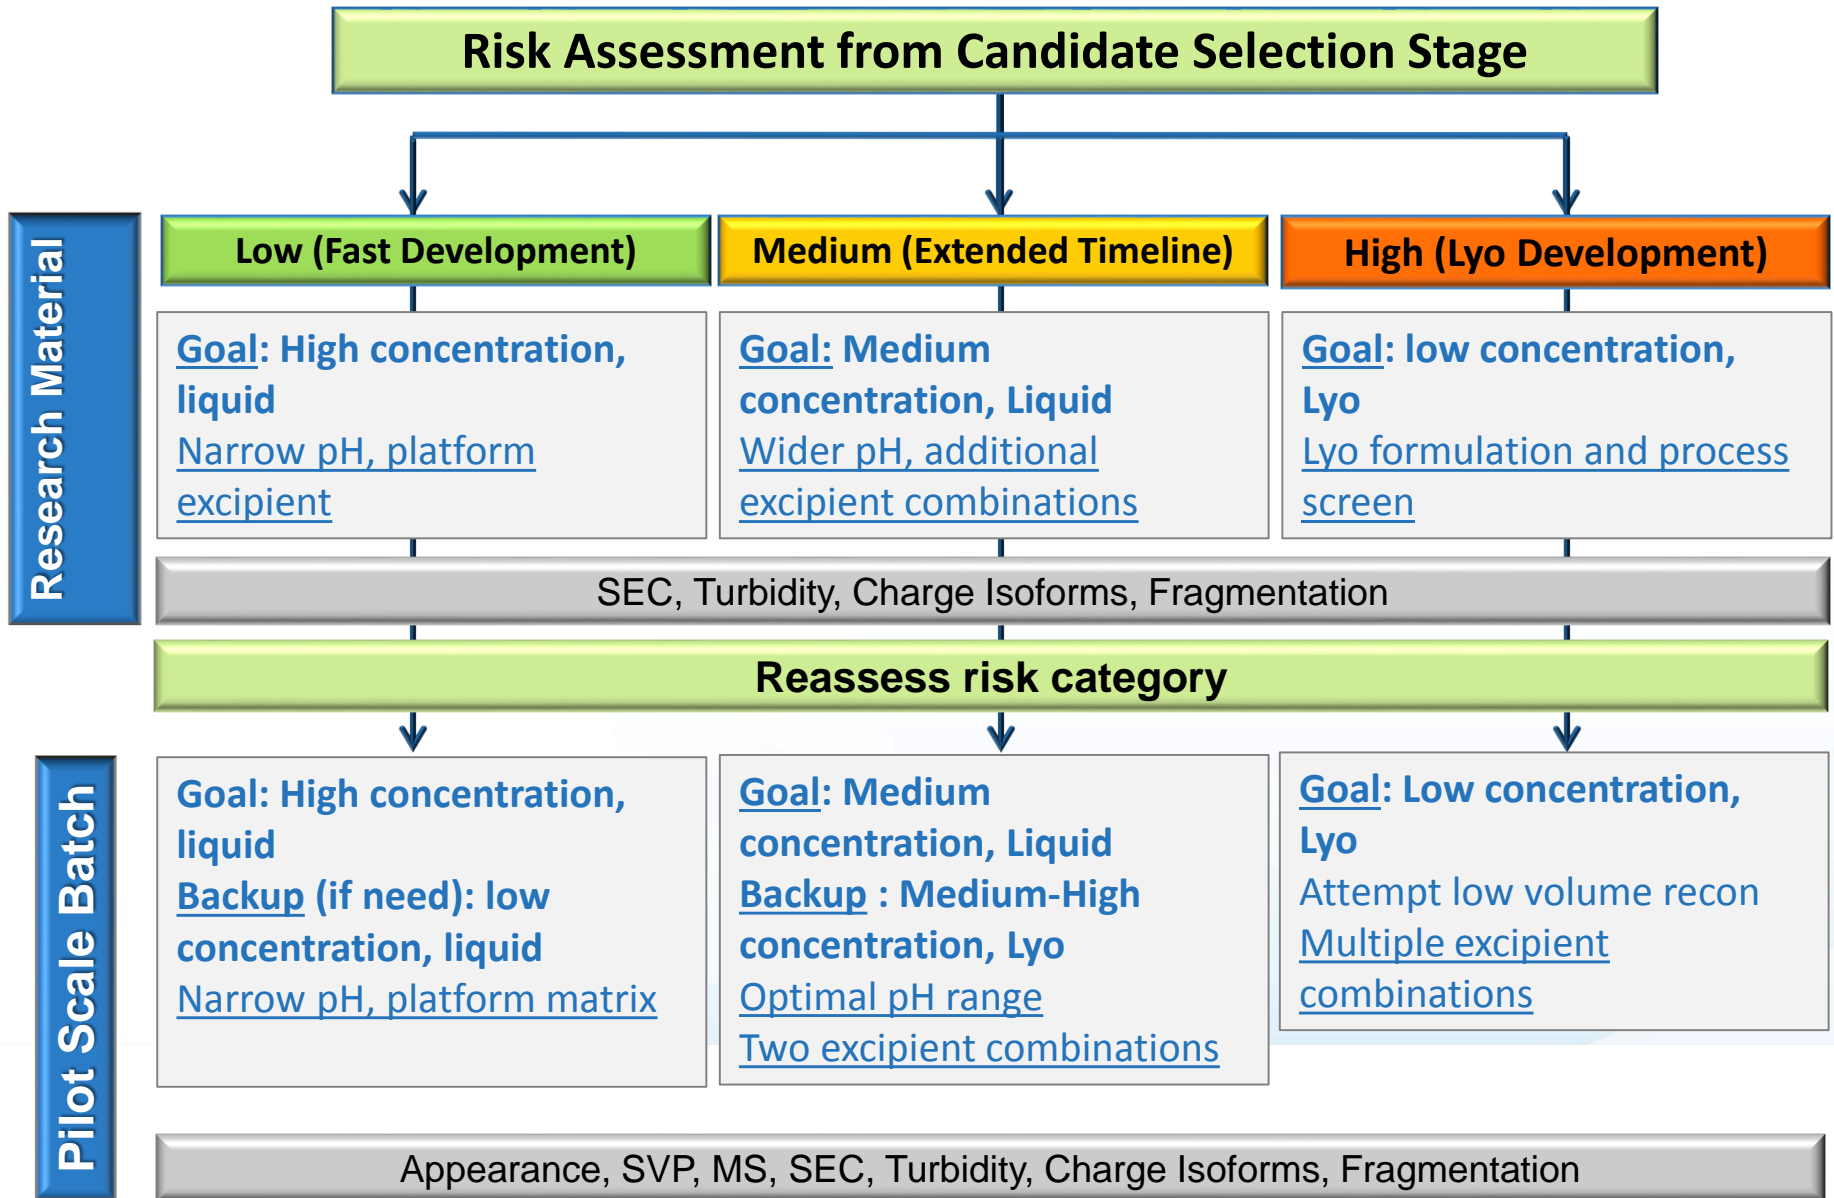 Risk Assessment from Candidate Selection Stage
Research Material
Low (Fast Development)
Medium (Extended Timeline)
High (Lyo Development)
Goal: High concentration,
liquid
Narrow pH, platform
excipient
Goal: Medium
concentration, Liquid
Wider pH, additional
excipient combinations
Goal: low concentration,
Lyo
Lyo formulation and process
screen
SEC, Turbidity, Charge Isoforms, Fragmentation
Reassess risk category
Pilot Scale Batch
Goal: High concentration,
liquid
Backup (if need): low
concentration, liquid
Narrow pH, platform matrix
Goal: Medium
concentration, Liquid
Backup : Medium-High
concentration, Lyo
Optimal pH range
Two excipient combinations
Goal: Low concentration,
Lyo
Attempt low volume recon
Multiple excipient
combinations
Appearance, SVP, MS, SEC, Turbidity, Charge Isoforms, Fragmentation